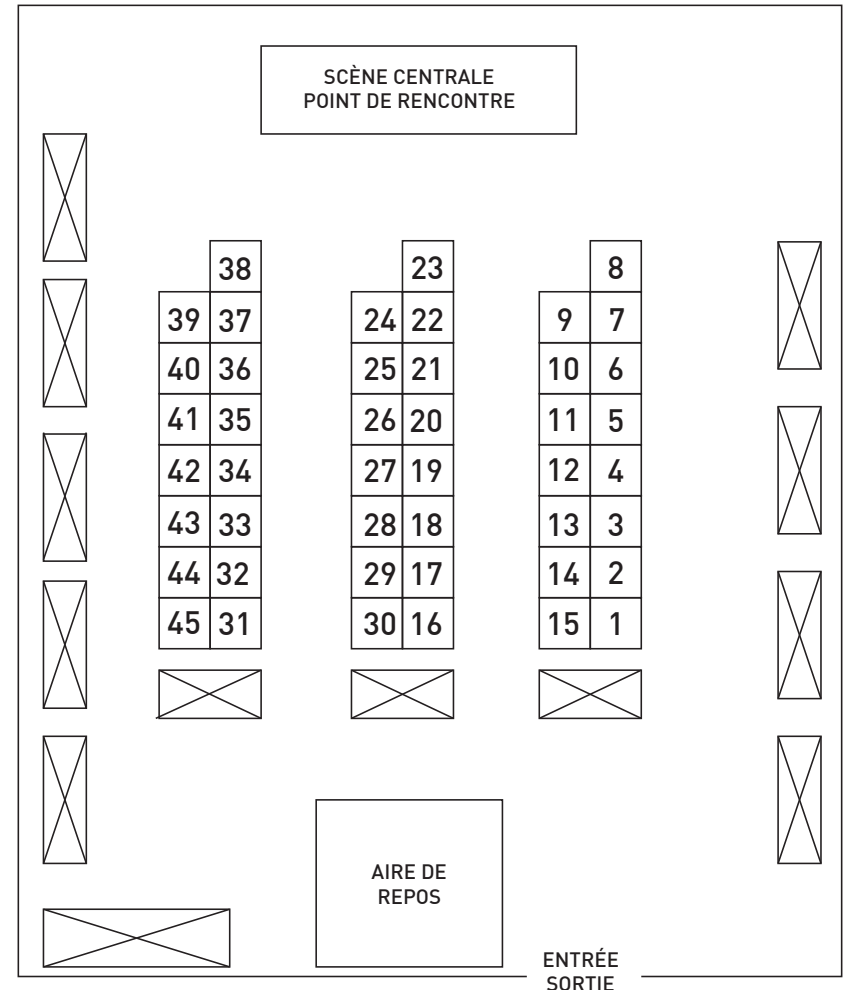 SCÈNE CENTRALE
POINT DE RENCONTRE
38 23 8
39 37 24 22 9 7
40 36 25 21 10 6
41 35 26 20 11 5
42 34 27 19 12 4
43 33 28 18 13 3
44 32 29 17 14 2
45 31 30 16 15 1
AIRE DE
REPOS
ENTRÉE
SORTIE